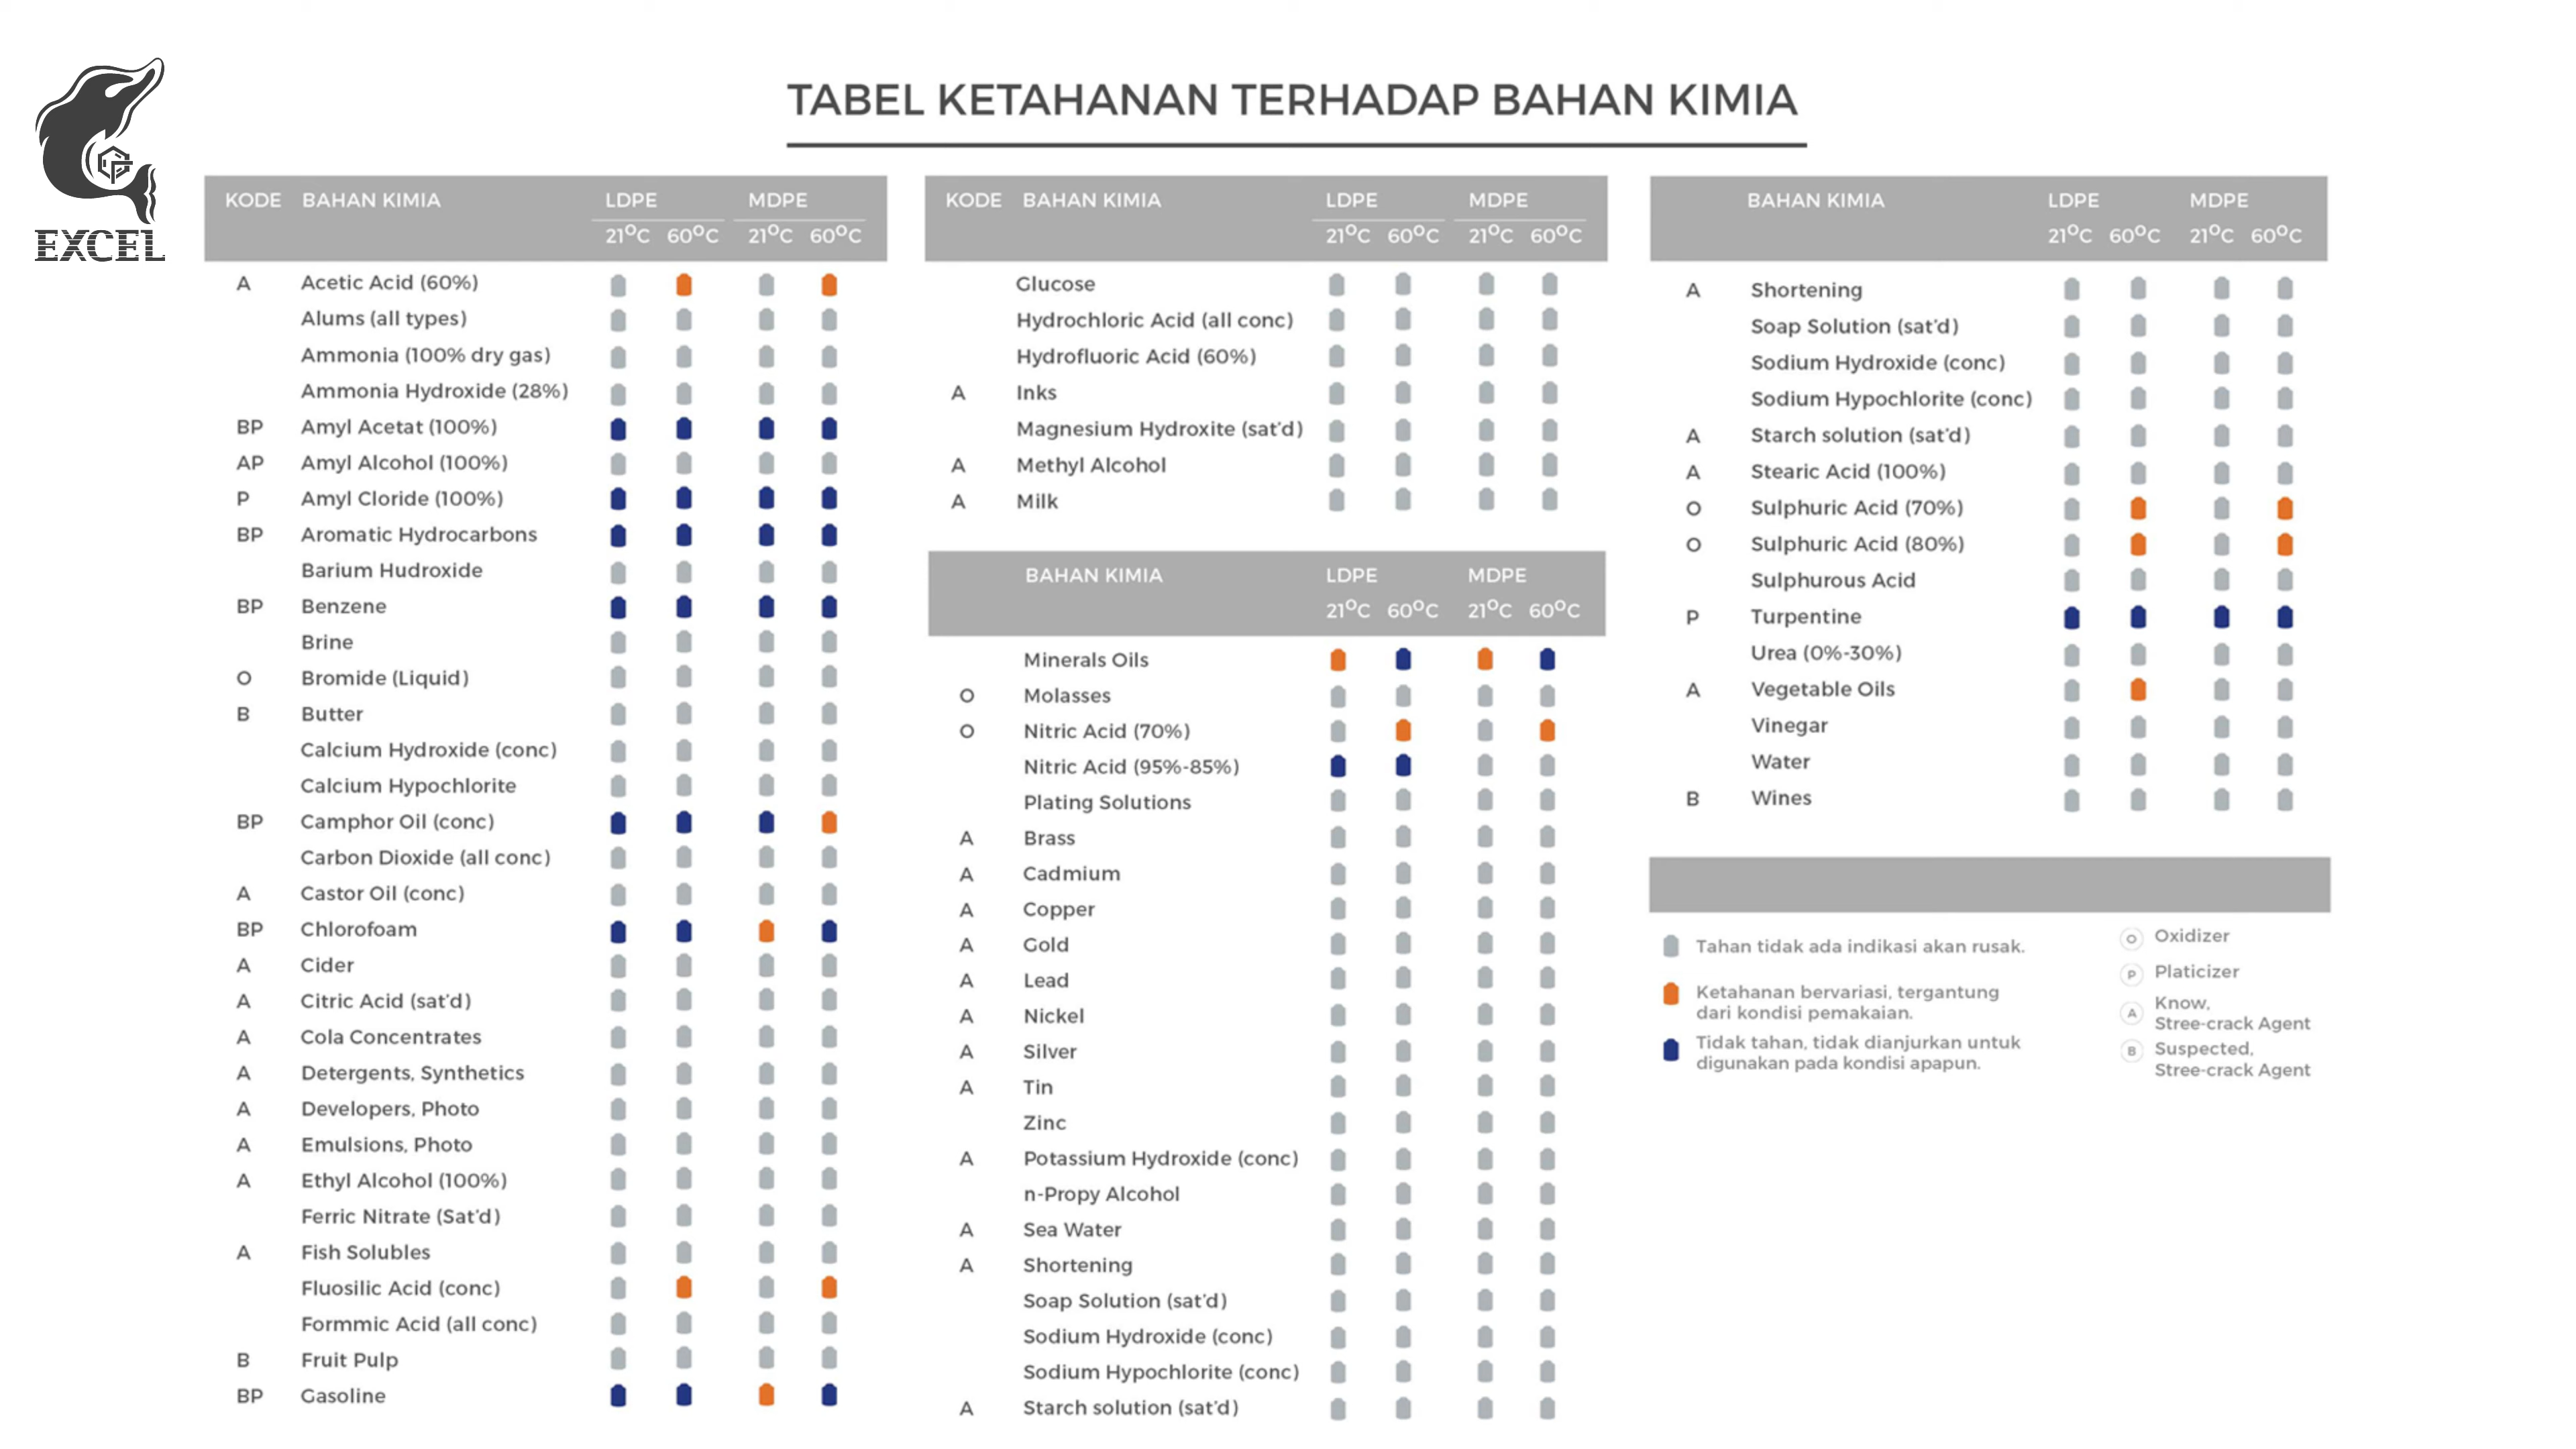 EXCEL
TABEL KETAHANAN TERHADAP BAHAN KIMIA
KODE BAHAN KIMIA LDPE MDPE
21°C 60°C 21°C 60°C
A Acetic Acid (60%)
Alums (all types)
Ammonia (100% dry gas)
Ammonia Hydroxide (28%)
BP Amyl Acetat (100%)
AP Amyl Alcohol (100%)
P Amyl Cloride (100%)
BP Aromatic Hydrocarbons
Barium Hudroxide
BP Benzene
Brine
O Bromide (Liquid)
B Butter
Calcium Hydroxide (conc)
Calcium Hypochlorite
BP Camphor Oil (conc)
Carbon Dioxide (all conc)
A Castor Oil (conc)
BP Chlorofoam
A Cider
A Citric Acid (sat'd)
A Cola Concentrates
A Detergents, Synthetics
A Developers, Photo
A Emulsions, Photo
A Ethyl Alcohol (100%)
Ferric Nitrate (Sat'd)
A Fish Solubles
Fluosilic Acid (conc)
Formmic Acid (all conc)
B Fruit Pulp
BP Gasoline
KODE BAHAN KIMIA LDPE MDPE
21°C 60°C 21°C 60°C
Glucose
Hydrochloric Acid (all conc)
Hydrofluoric Acid (60%)
A Inks
Magnesium Hydroxite (sat'd)
A Methyl Alcohol
A Milk
BAHAN KIMIA LDPE MDPE
21°C 60°C 21°C 60°C
Minerals Oils
O Molasses
O Nitric Acid (70%)
Nitric Acid (95%-85%)
Plating Solutions
A Brass
A Cadmium
A Copper
A Gold
A Lead
A Nickel
A Silver
A Tin
Zinc
A Potassium Hydroxide (conc)
n-Propy Alcohol
A Sea Water
A Shortening
Soap Solution (sat'd)
Sodium Hydroxide (conc)
Sodium Hypochlorite (conc)
A Starch solution (sat'd)
BAHAN KIMIA LDPE MDPE
21°C 60°C 21°C 60°C
A Shortening
Soap Solution (sat'd)
Sodium Hydroxide (conc)
Sodium Hypochlorite (conc)
A Starch solution (sat'd)
A Stearic Acid (100%)
O Sulphuric Acid (70%)
O Sulphuric Acid (80%)
Sulphurous Acid
P Turpentine
Urea (0%-30%)
A Vegetable Oils
Vinegar
Water
B Wines
Tahan tidak ada indikasi akan rusak.
Ketahanan bervariasi, tergantung
dari kondisi pemakaian.
Tidak tahan, tidak dianjurkan untuk
digunakan pada kondisi apapun.
O Oxidizer
P Platicizer
A Know,
Stree-crack Agent
B Suspected,
Stree-crack Agent